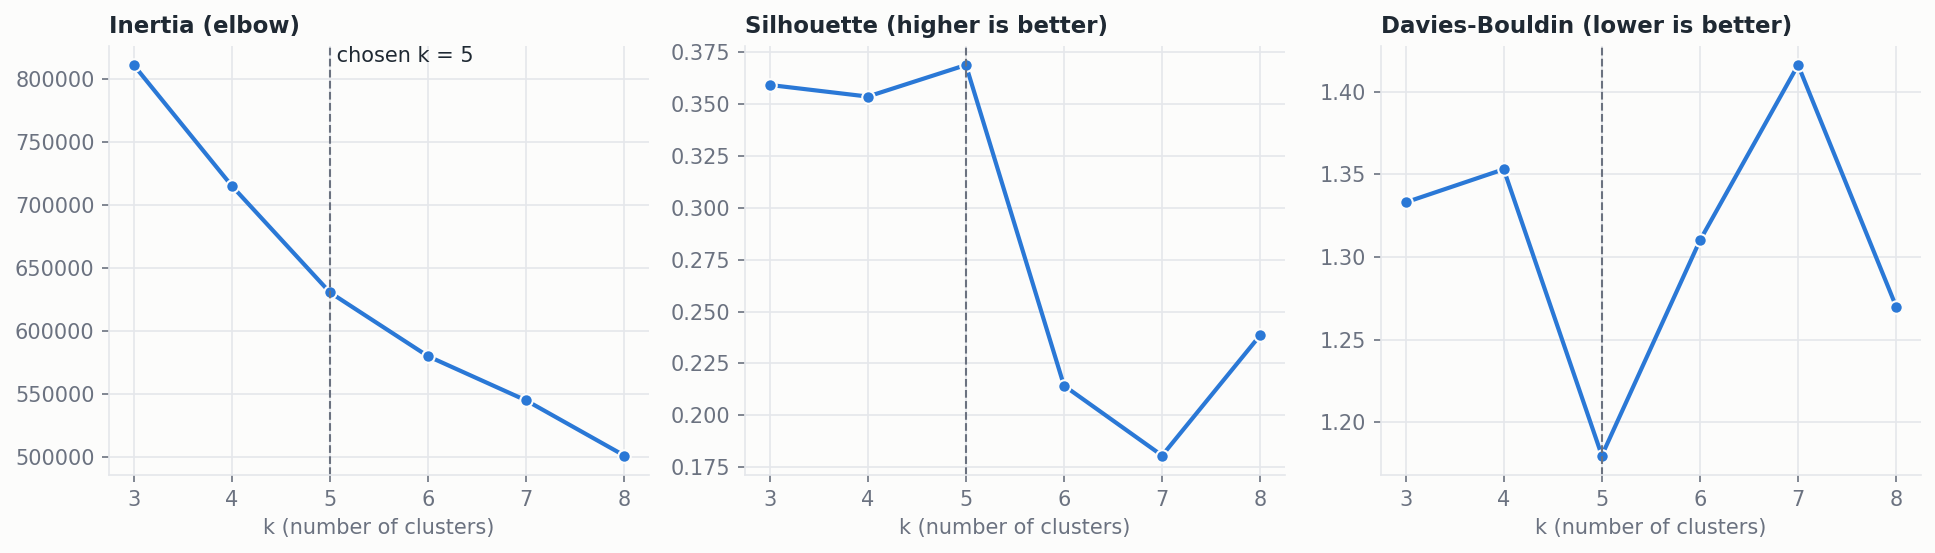 Inertia (elbow)
chosen k = 5
800000
750000
700000
650000
600000
550000
500000
3 4 5 6 7 8
k (number of clusters)
Silhouette (higher is better)
0.375
0.350
0.325
0.300
0.275
0.250
0.225
0.200
0.175
3 4 5 6 7 8
k (number of clusters)
Davies-Bouldin (lower is better)
1.40
1.35
1.30
1.25
1.20
3 4 5 6 7 8
k (number of clusters)